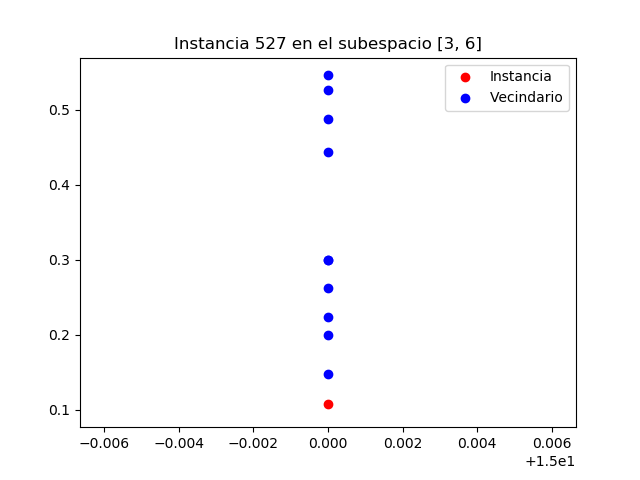 Instancia 527 en el subespacio [3, 6]
Instancia
Vecindario
0.5
0.4
0.3
0.2
0.1
−0.006 −0.004 −0.002 0.000 0.002 0.004 0.006
+1.5e1